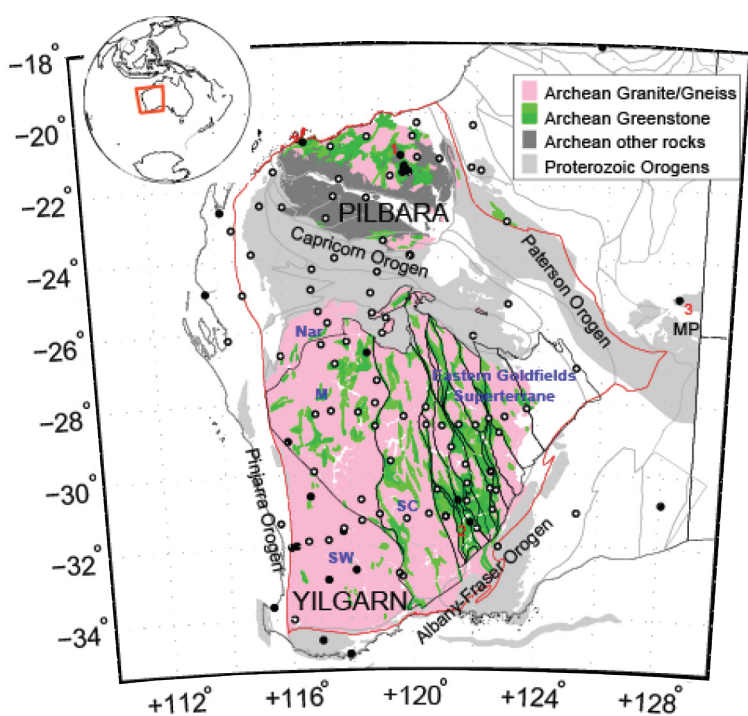 −18°
−20°
−22°
−24°
−26°
−28°
−30°
−32°
−34°
Archean Granite/Gneiss
Archean Greenstone
Archean other rocks
Proterozoic Orogens
1
PILBARA
Capricorn Orogen
Paterson Orogen
3
MP
Nar
Eastern Goldfields
Superterrane
M
Pinjarra Orogen
SC
2
SW
YILGARN
Albany-Fraser Orogen
+112°
+116°
+120°
+124°
+128°